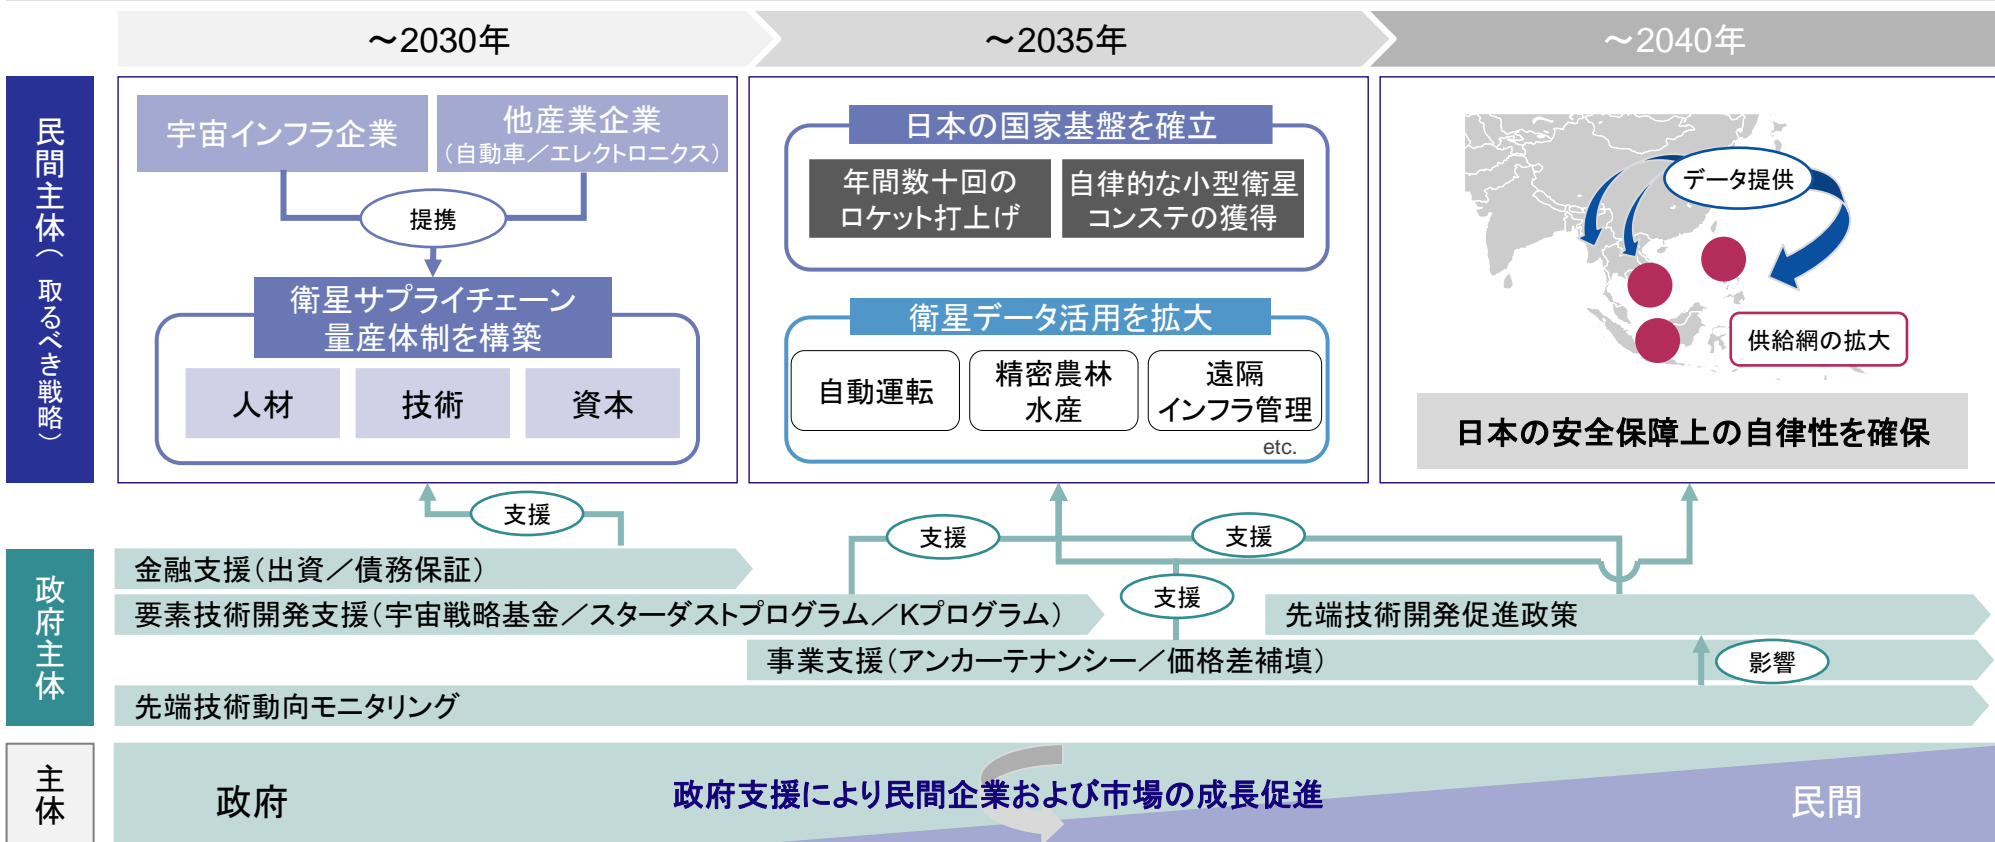 ～2030年
～2035年
～2040年
民間主体（取るべき戦略）
宇宙インフラ企業
他産業企業
（自動車／エレクトロニクス）
提携
衛星サプライチェーン
量産体制を構築
人材
技術
資本
日本の国家基盤を確立
年間数十回の
ロケット打上げ
自律的な小型衛星
コンステの獲得
衛星データ活用を拡大
自動運転
精密農林
水産
遠隔
インフラ管理
etc.
データ提供
供給網の拡大
日本の安全保障上の自律性を確保
支援
支援
支援
支援
政府主体
金融支援（出資／債務保証）
要素技術開発支援（宇宙戦略基金／スターダストプログラム／Kプログラム）
先端技術開発促進政策
事業支援（アンカーテナンシー／価格差補填）
影響
先端技術動向モニタリング
主体
政府
政府支援により民間企業および市場の成長促進
民間